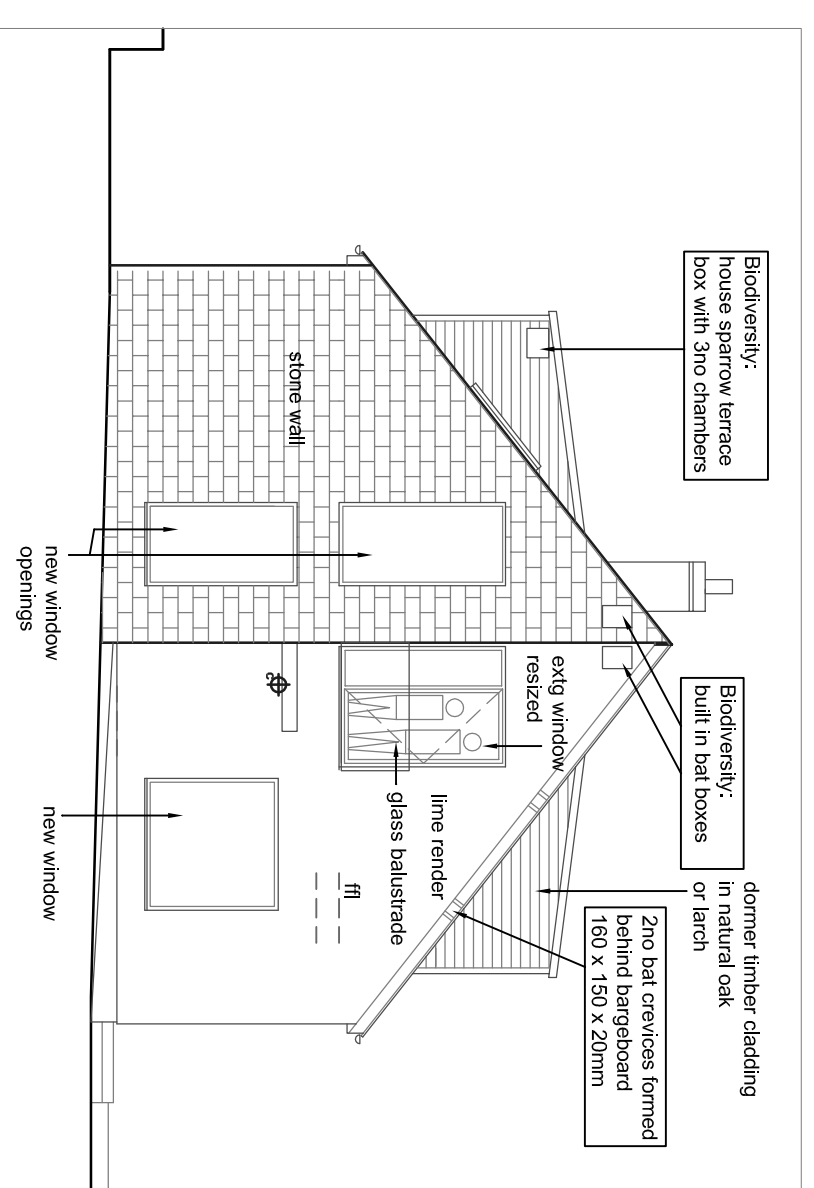 Biodiversity:
house sparrow terrace
box with 3no chambers
Biodiversity:
built in bat boxes
dormer timber cladding
in natural oak
or larch
2no bat crevices formed
behind bargeboard
160 x 150 x 20mm
extg window
resized
lime render
glass balustrade
stone wall
ffl
new window
openings
new window